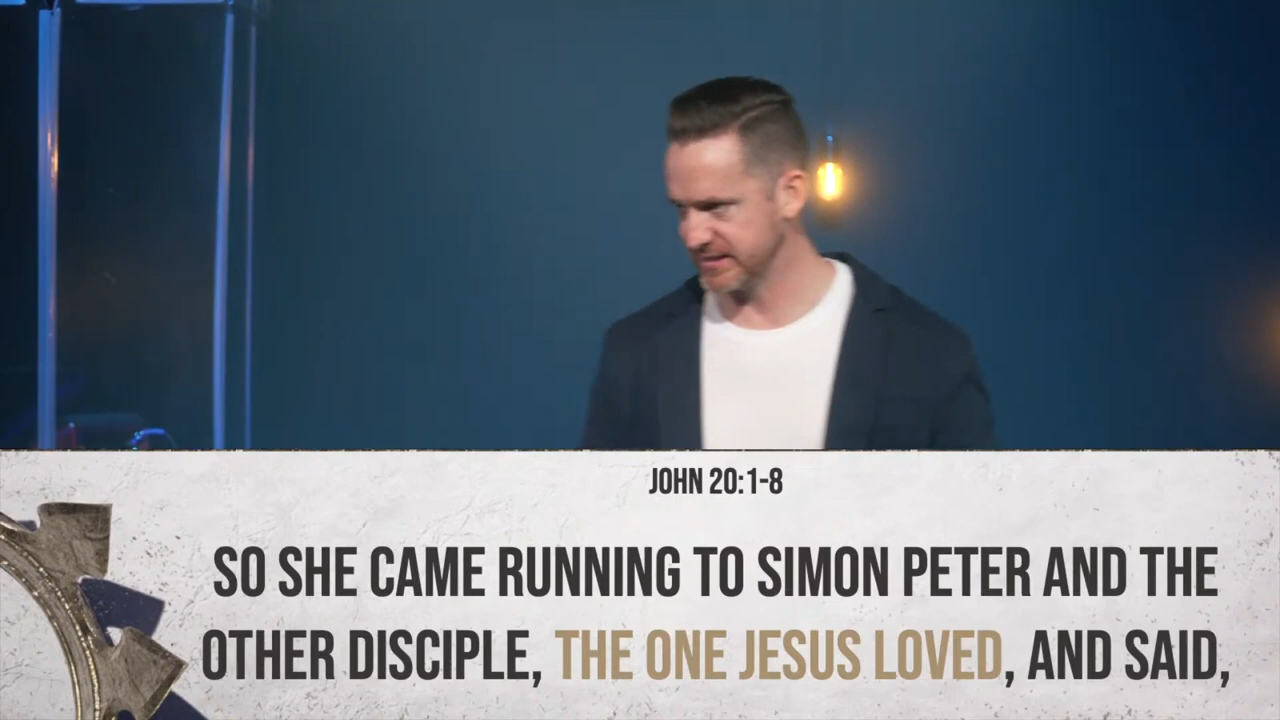 JOHN 20:1-8
SO SHE CAME RUNNING TO SIMON PETER AND THE
OTHER DISCIPLE, THE ONE JESUS LOVED, AND SAID,